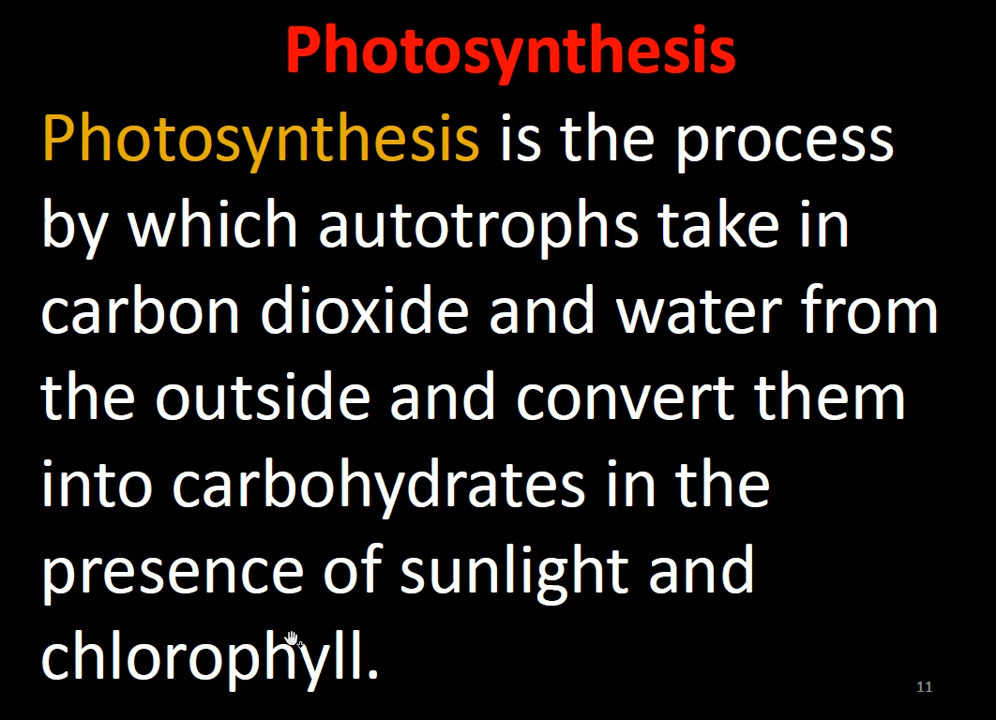 Photosynthesis
Photosynthesis is the process
by which autotrophs take in
carbon dioxide and water from
the outside and convert them
into carbohydrates in the
presence of sunlight and
chlorophyll.
11